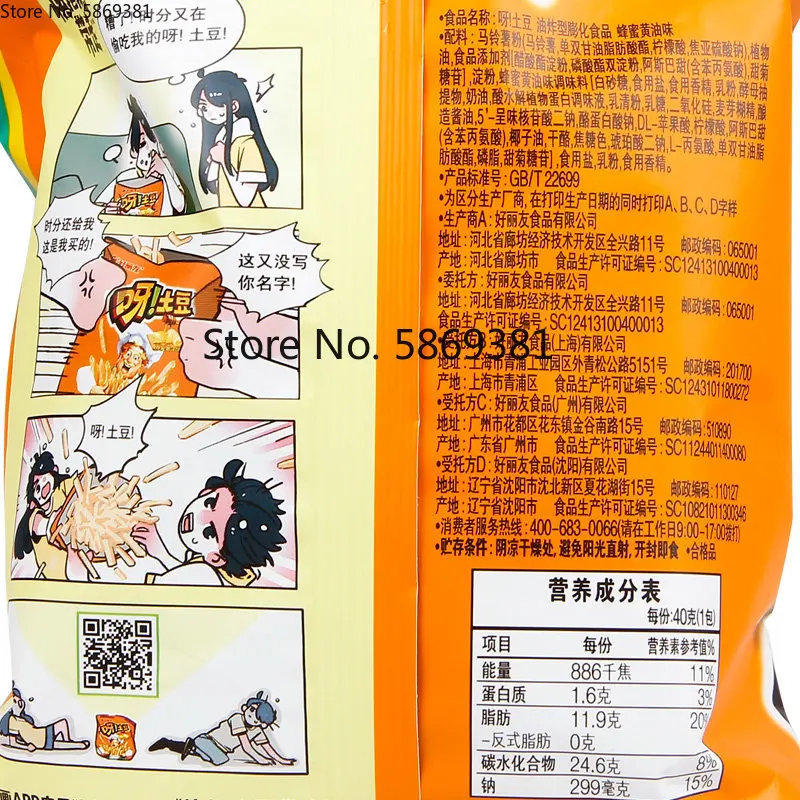 Store No. 5869381
糟了!时分又在
偷吃我的呀!土豆!
呀!土豆
时分还给我
这是我买的!
这又没写
你名字!
呀!土豆
呀!土豆!
呀!土豆
Store No. 5869381
•食品名称:呀!土豆 油炸型膨化食品 蜂蜜黄油味
•配料:马铃薯粉(马铃薯,单双甘油脂肪酸酯,柠檬酸,焦亚硫酸钠),植物
油,食品添加剂[醋酸酯淀粉,磷酸酯双淀粉,阿斯巴甜(含苯丙氨酸),甜菊
糖苷],淀粉,蜂蜜黄油味调味料[白砂糖,食用盐,食用香精,乳粉,酵母抽
提物,奶油,酸水解植物蛋白调味液,乳清粉,乳糖,二氧化硅,麦芽糊精,酿
造酱油,5'-呈味核苷酸二钠,酪蛋白酸钠,DL-苹果酸,柠檬酸,阿斯巴甜
(含苯丙氨酸),椰子油,干酪,焦糖色,琥珀酸二钠,L-丙氨酸,单双甘油脂
肪酸酯,磷脂,甜菊糖苷],食用盐,乳粉,食用香精。
•产品标准号:GB/T 22699
•为区分生产厂商,在打印生产日期的同时打印A、B、C、D字样
•生产商A:好丽友食品有限公司
地址:河北省廊坊经济技术开发区全兴路11号 邮政编码:065001
产地:河北省廊坊市 食品生产许可证编号:SC12413100400013
•委托方:好丽友食品有限公司
地址:河北省廊坊经济技术开发区全兴路11号 邮政编码:065001
食品生产许可证编号:SC12413100400013
食品(上海)有限公司
地址:上海市青浦工业园区外青松公路5151号 邮政编码:201700
产地:上海市青浦区 食品生产许可证编号:SC12431011800272
•受托方C:好丽友食品(广州)有限公司
地址:广州市花都区花东镇金谷南路15号 邮政编码:510890
产地:广东省广州市 食品生产许可证编号:SC11244011400080
•受托方D:好丽友食品(沈阳)有限公司
地址:辽宁省沈阳市沈北新区夏花湖街15号 邮政编码:110127
产地:辽宁省沈阳市 食品生产许可证编号:SC10821011300346
•消费者服务热线:400-683-0066(请在工作日9:00-17:00拨打)
•贮存条件:阴凉干燥处,避免阳光直射,开封即食 •合格品
营养成分表
每份:40克(1包)
项目 每份 营养素参考值%
能量 886千焦 11%
蛋白质 1.6克 3%
脂肪 11.9克 20%
-反式脂肪 0克
碳水化合物 24.6克 8%
钠 299毫克 15%